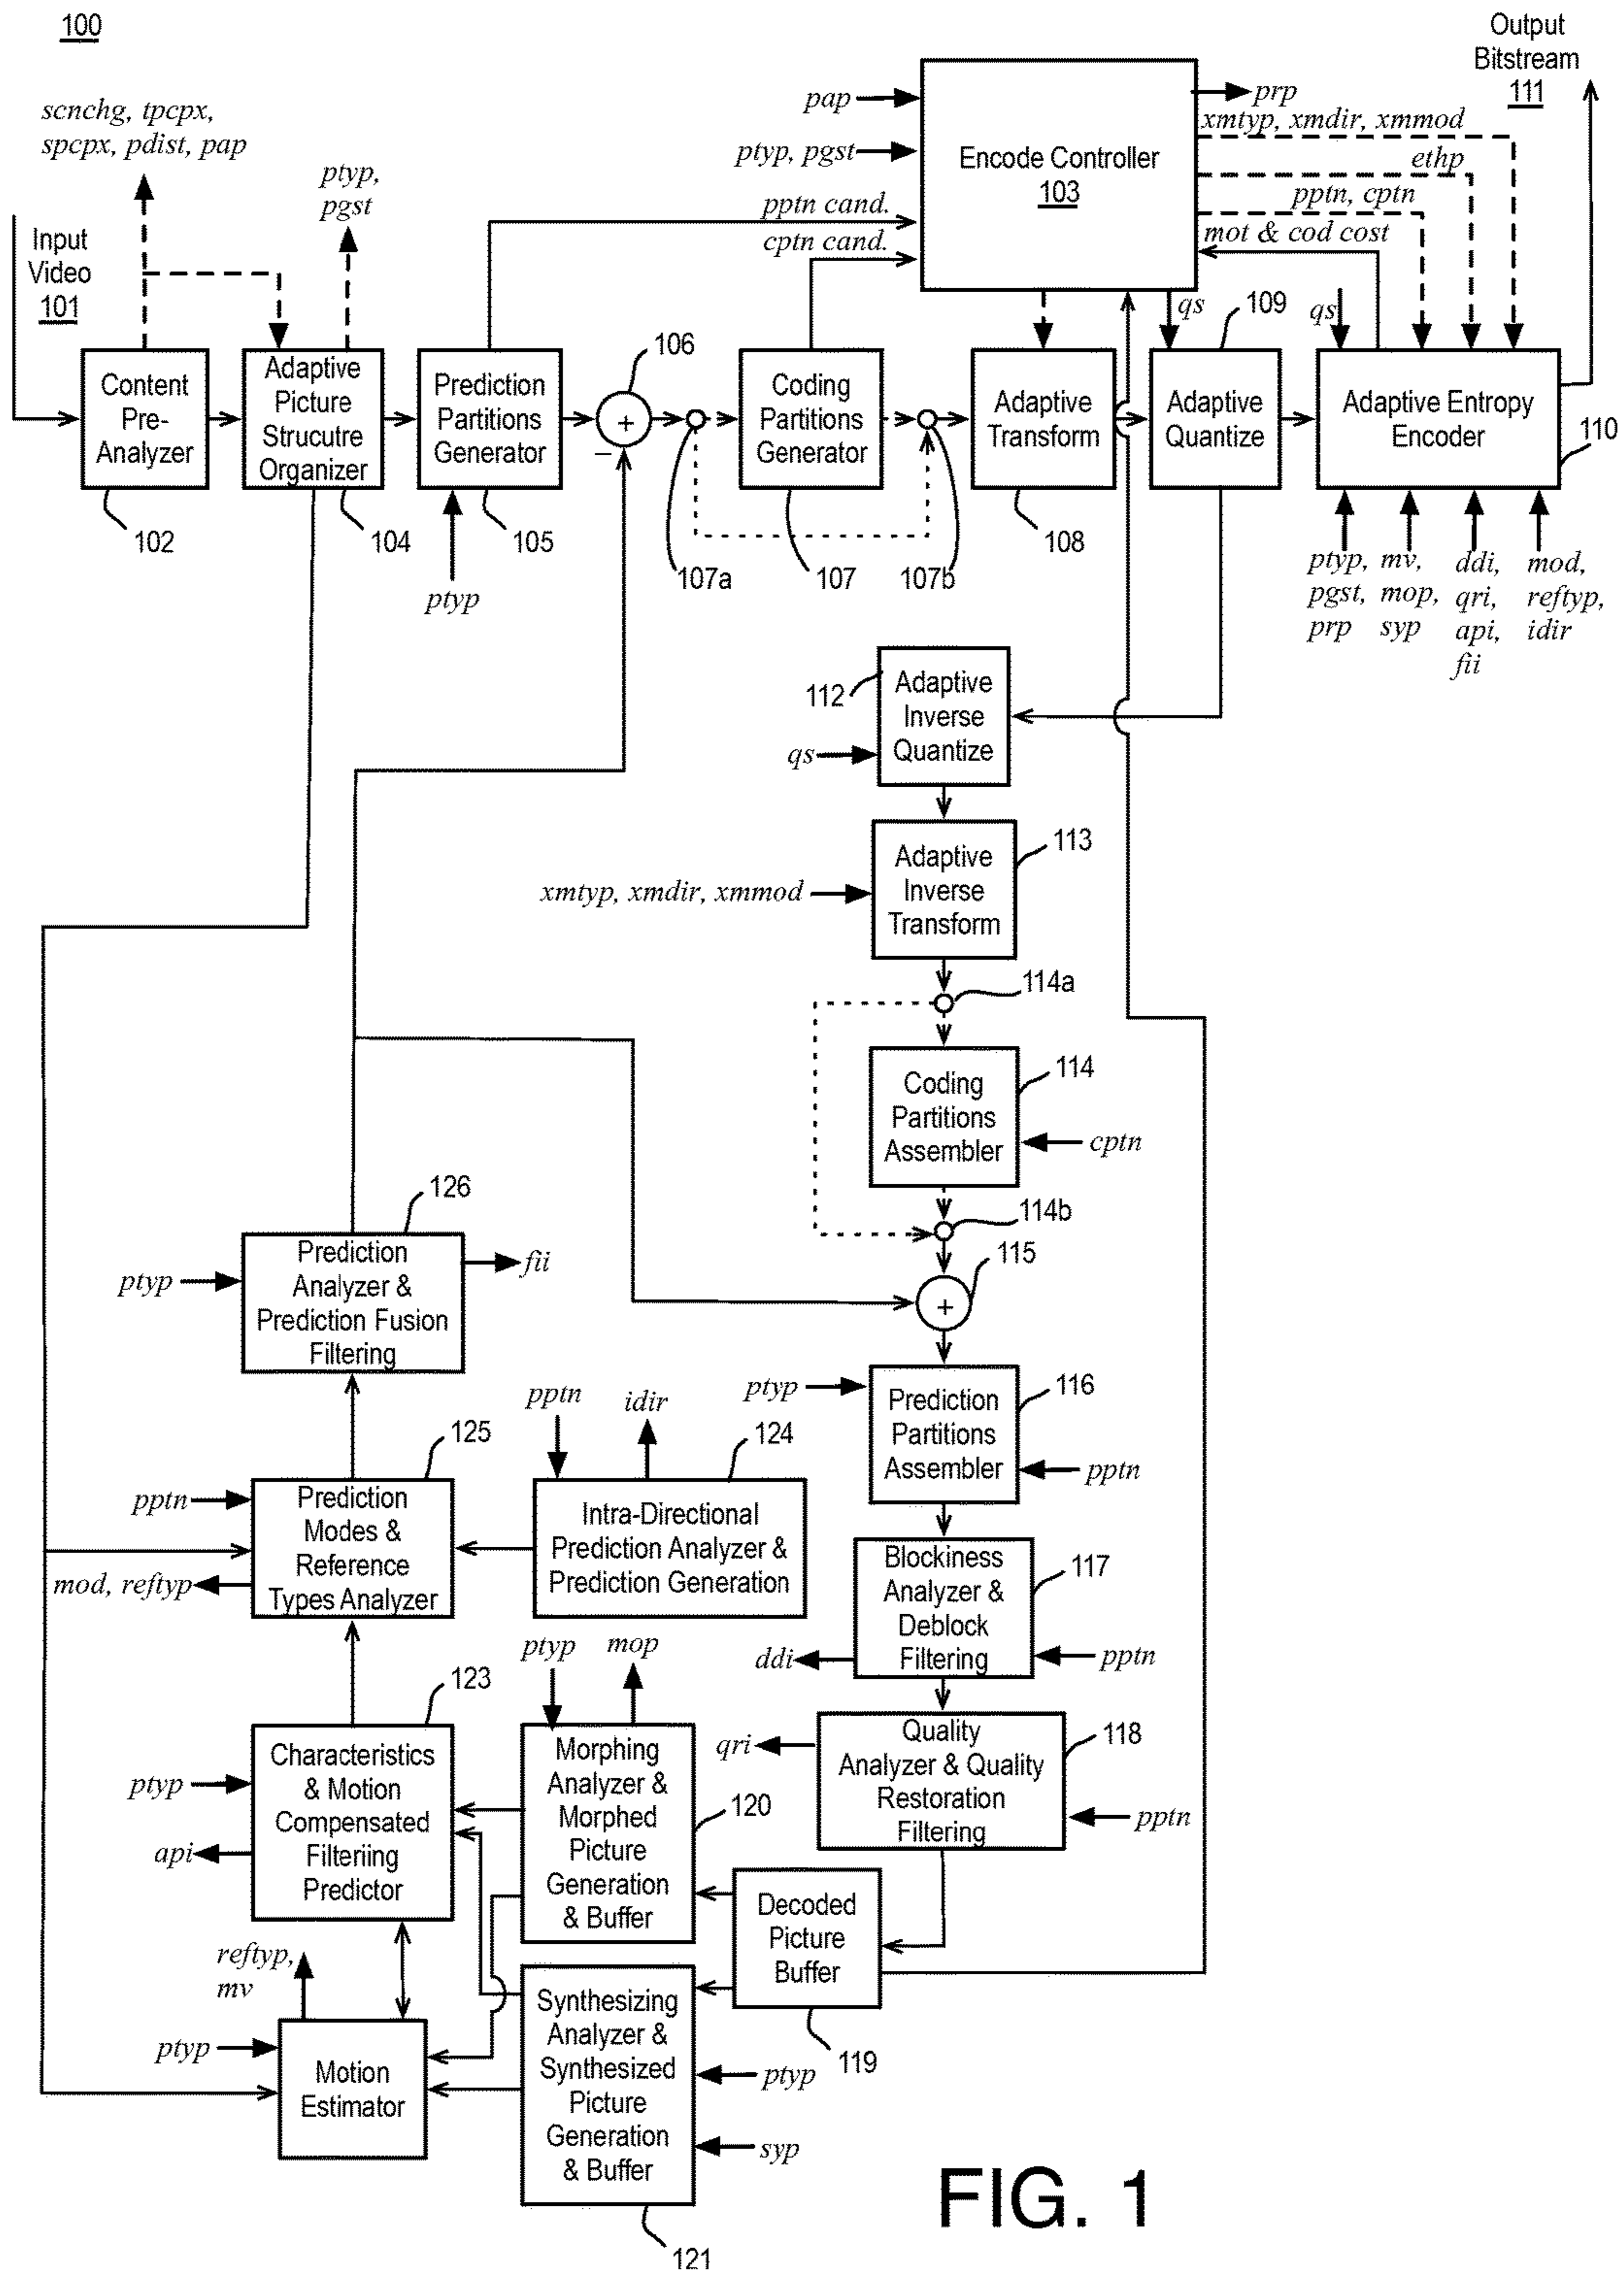 100
Output
Bitstream
111
scnchg, tpcpx,
spcpx, pdist, pap
ptyp,
pgst
Input
Video
101
pap
ptyp, pgst
pptn cand.
cptn cand.
Encode Controller
103
prp
xmtyp, xmdir, xmmod
ethp
pptn, cptn
mot & cod cost
qs
109
qs
106
Content
Pre-
Analyzer
102
Adaptive
Picture
Strucutre
Organizer
104
Prediction
Partitions
Generator
105
ptyp
+
−
107a
Coding
Partitions
Generator
107
107b
Adaptive
Transform
108
Adaptive
Quantize
Adaptive Entropy
Encoder
110
ptyp,
pgst,
prp
mv,
mop,
syp
ddi,
qri,
api,
fii
mod,
reftyp,
idir
112
Adaptive
Inverse
Quantize
qs
113
Adaptive
Inverse
Transform
xmtyp, xmdir, xmmod
114a
114
Coding
Partitions
Assembler
cptn
114b
115
+
126
Prediction
Analyzer &
Prediction Fusion
Filtering
ptyp
fii
ptyp
116
Prediction
Partitions
Assembler
pptn
125
pptn
Prediction
Modes &
Reference
Types Analyzer
mod, reftyp
pptn
idir
124
Intra-Directional
Prediction Analyzer &
Prediction Generation
117
Blockiness
Analyzer &
Deblock
Filtering
ddi
pptn
123
Characteristics
& Motion
Compensated
Filteriing
Predictor
ptyp
api
ptyp
mop
Morphing
Analyzer &
Morphed
Picture
Generation
& Buffer
120
118
Quality
Analyzer & Quality
Restoration
Filtering
qri
pptn
Decoded
Picture
Buffer
119
reftyp,
mv
ptyp
Motion
Estimator
Synthesizing
Analyzer &
Synthesized
Picture
Generation
& Buffer
ptyp
syp
121
FIG. 1